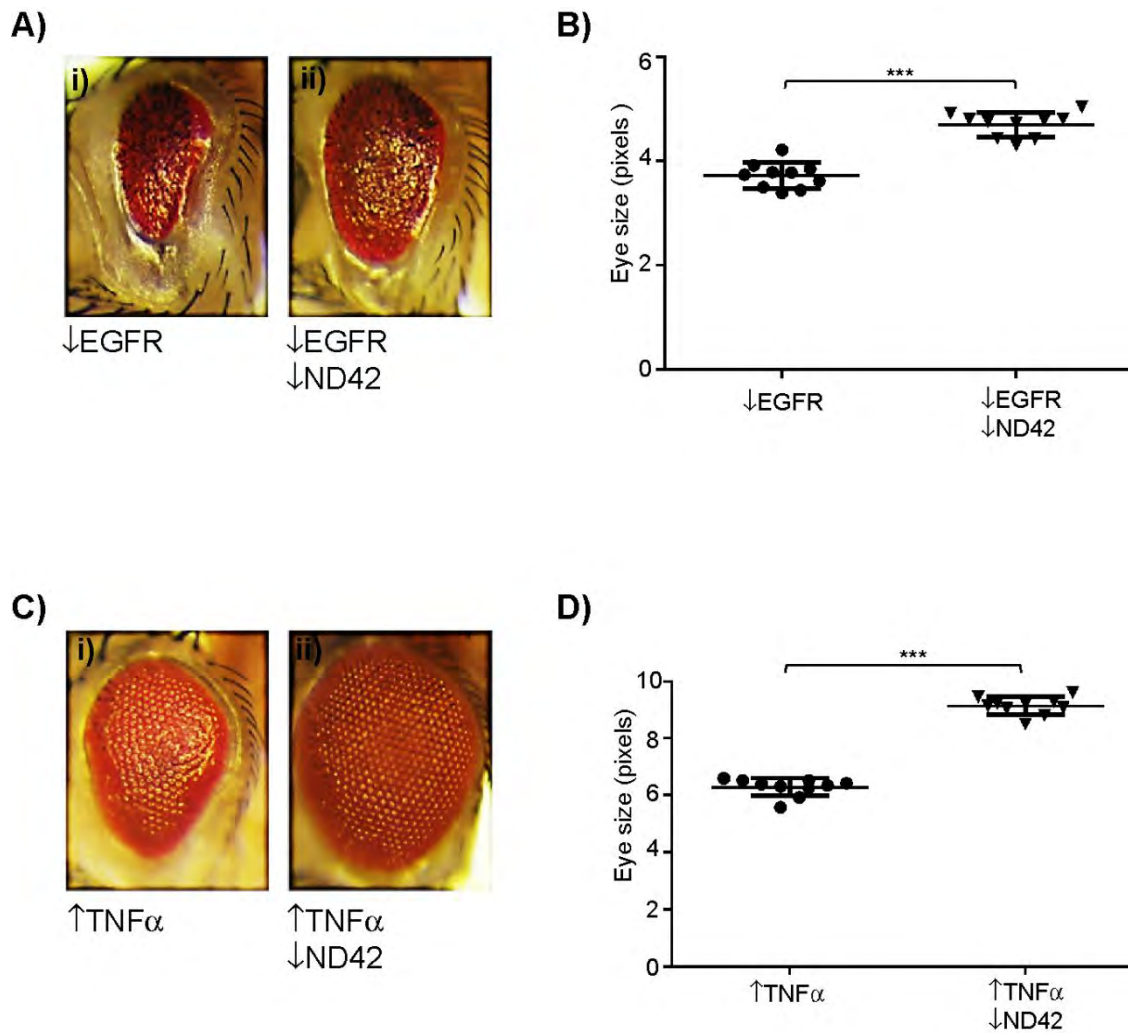 A)
i)
ii)
↓EGFR
↓EGFR
↓ND42
B)
***
Eye size (pixels )
6
4
2
0
↓EGFR
↓EGFR
↓ND42
C)
i)
ii)
↑TNFα
↑TNFα
↓ND42
D)
***
Eye size (pixels)
10
8
6
4
2
0
↑TNFα
↑TNFα
↓ND42